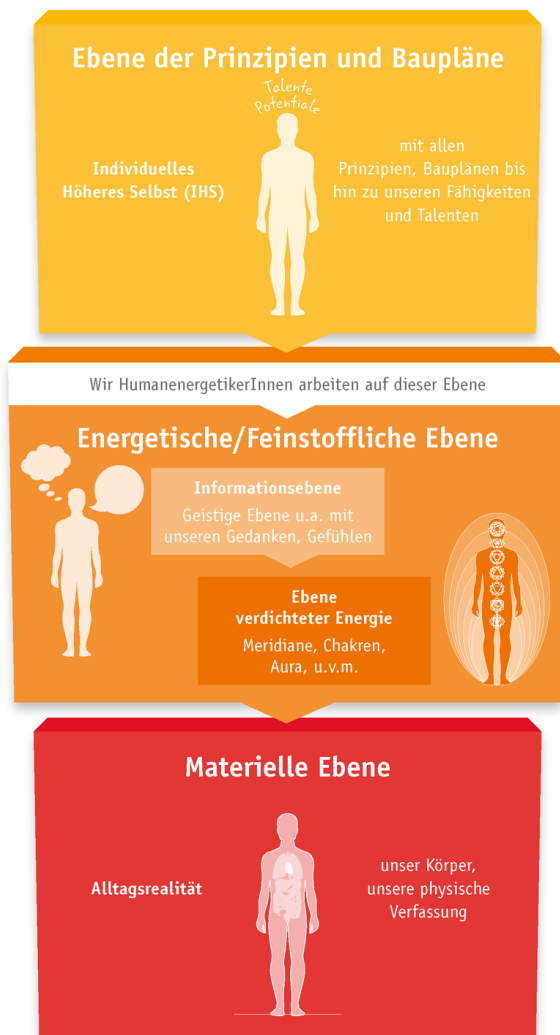 Ebene der Prinzipien und Baupläne
Talente
Potentiale
Individuelles
Höheres Selbst (IHS)
mit allen
Prinzipien, Bauplänen bis
hin zu unseren Fähigkeiten
und Talenten
Wir HumanenergetikerInnen arbeiten auf dieser Ebene
Energetische/Feinstoffliche Ebene
Informationsebene
Geistige Ebene u.a. mit
unseren Gedanken, Gefühlen
Ebene
verdichteter Energie
Meridiane, Chakren,
Aura, u.v.m.
Materielle Ebene
Alltagsrealität
unser Körper,
unsere physische
Verfassung